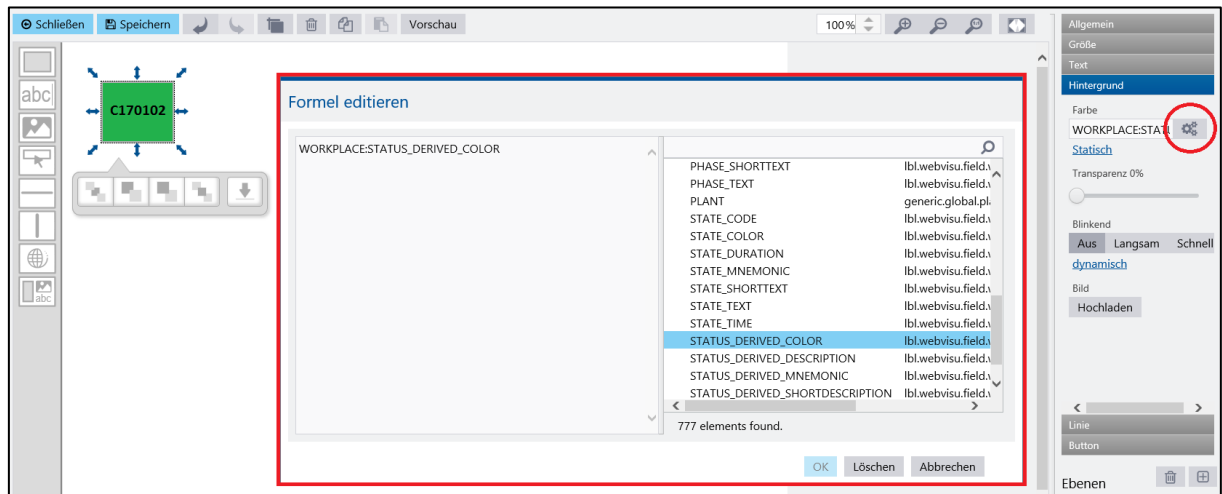 Schließen Speichern Vorschau 100%
abc
C170102
abc
Formel editieren
WORKPLACE:STATUS_DERIVED_COLOR
PHASE_SHORTTEXT lbl.webvisu.field.
PHASE_TEXT lbl.webvisu.field.
PLANT generic.global.pl
STATE_CODE lbl.webvisu.field.
STATE_COLOR lbl.webvisu.field.
STATE_DURATION lbl.webvisu.field.
STATE_MNEMONIC lbl.webvisu.field.
STATE_SHORTTEXT lbl.webvisu.field.
STATE_TEXT lbl.webvisu.field.
STATE_TIME lbl.webvisu.field.
STATUS_DERIVED_COLOR lbl.webvisu.field.
STATUS_DERIVED_DESCRIPTION lbl.webvisu.field.
STATUS_DERIVED_MNEMONIC lbl.webvisu.field.
STATUS_DERIVED_SHORTDESCRIPTION lbl.webvisu.field.
777 elements found.
OK Löschen Abbrechen
Allgemein
Größe
Text
Hintergrund
Farbe
WORKPLACE:STATU
Statisch
Transparenz 0%
Blinkend
Aus Langsam Schnell
dynamisch
Bild
Hochladen
Linie
Button
Ebenen